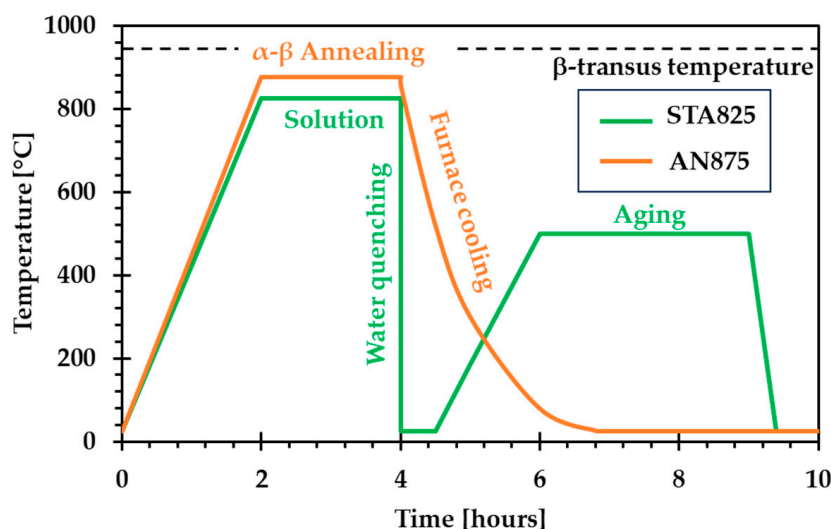 1000
800
600
400
200
0
Temperature [°C]
α-β Annealing
β-transus temperature
Solution
STA825
AN875
Water quenching
Furnace cooling
Aging
0
2
4
6
8
10
Time [hours]